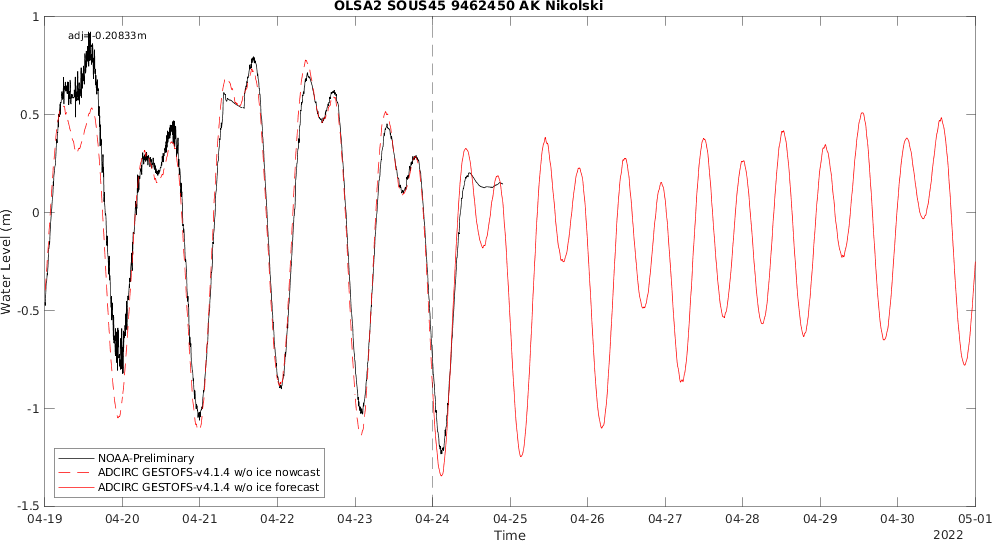 OLSA2 SOUS45 9462450 AK Nikolski
adj=-0.20833m
1
0.5
0
-0.5
-1
-1.5
Water Level (m)
NOAA-Preliminary
ADCIRC GESTOFS-v4.1.4 w/o ice nowcast
ADCIRC GESTOFS-v4.1.4 w/o ice forecast
04-19 04-20 04-21 04-22 04-23 04-24 04-25 04-26 04-27 04-28 04-29 04-30 05-01
Time
2022